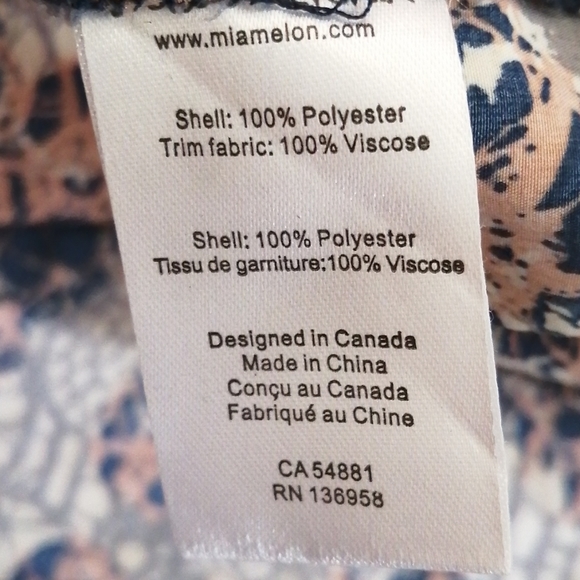 www.miamelon.com
Shell: 100% Polyester
Trim fabric: 100% Viscose
Shell: 100% Polyester
Tissu de garniture:100% Viscose
Designed in Canada
Made in China
Conçu au Canada
Fabriqué au Chine
CA 54881
RN 136958